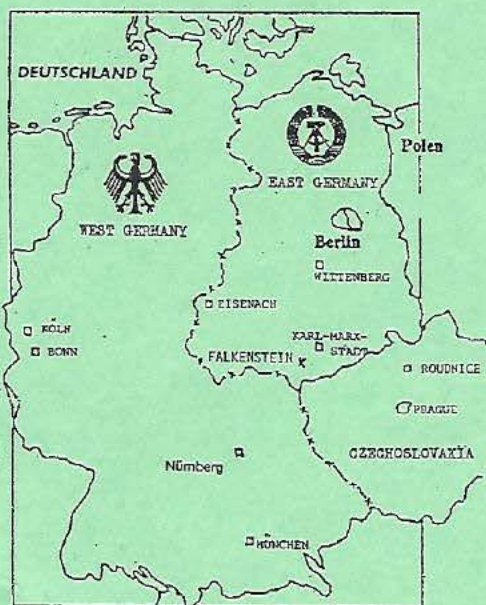 DEUTSCHLAND
Polen
EAST GERMANY
WEST GERMANY
Berlin
WITTENBERG
EISENACH
KÖLN
KARL-MARX-
STADT
BONN
FALKENSTEIN
ROUDNICE
PRAGUE
CZECHOSLOVAKIA
Nürnberg
MÜNCHEN